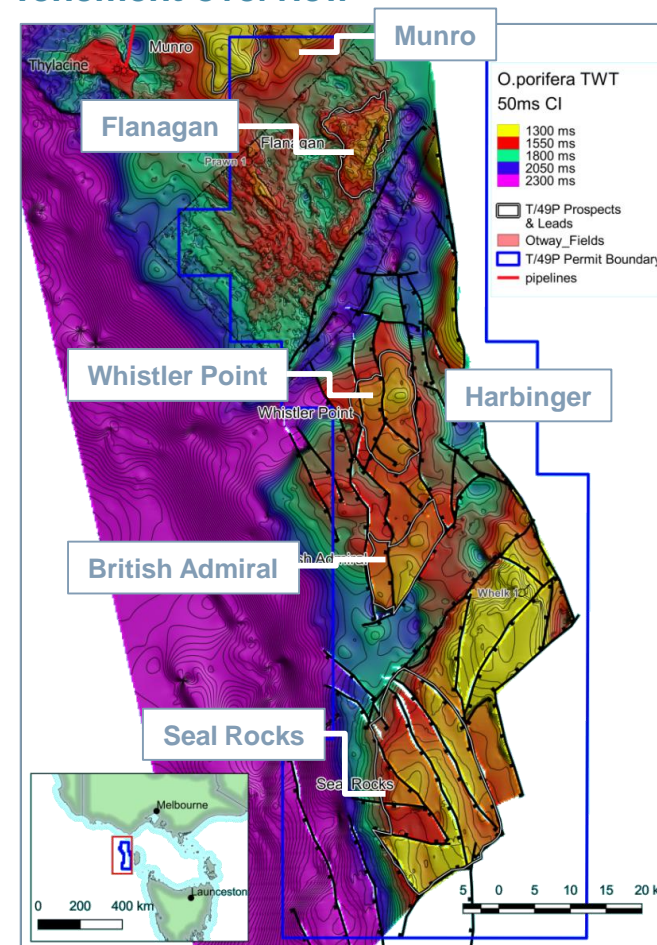 Munro
Munro
Thylacine
Flanagan
Flanagan
Prawn 1
O.porifera TWT
50ms CI
1300 ms
1550 ms
1800 ms
2050 ms
2300 ms
T/49P Prospects
& Leads
Otway_Fields
T/49P Permit Boundary
pipelines
Whistler Point
Harbinger
Whistler Point
British Admiral
sh Admiral
Whelk 1
Seal Rocks
Seal Rocks
Melbourne
Launceston
0 200 400 km
5 0 5 10 15 20 k